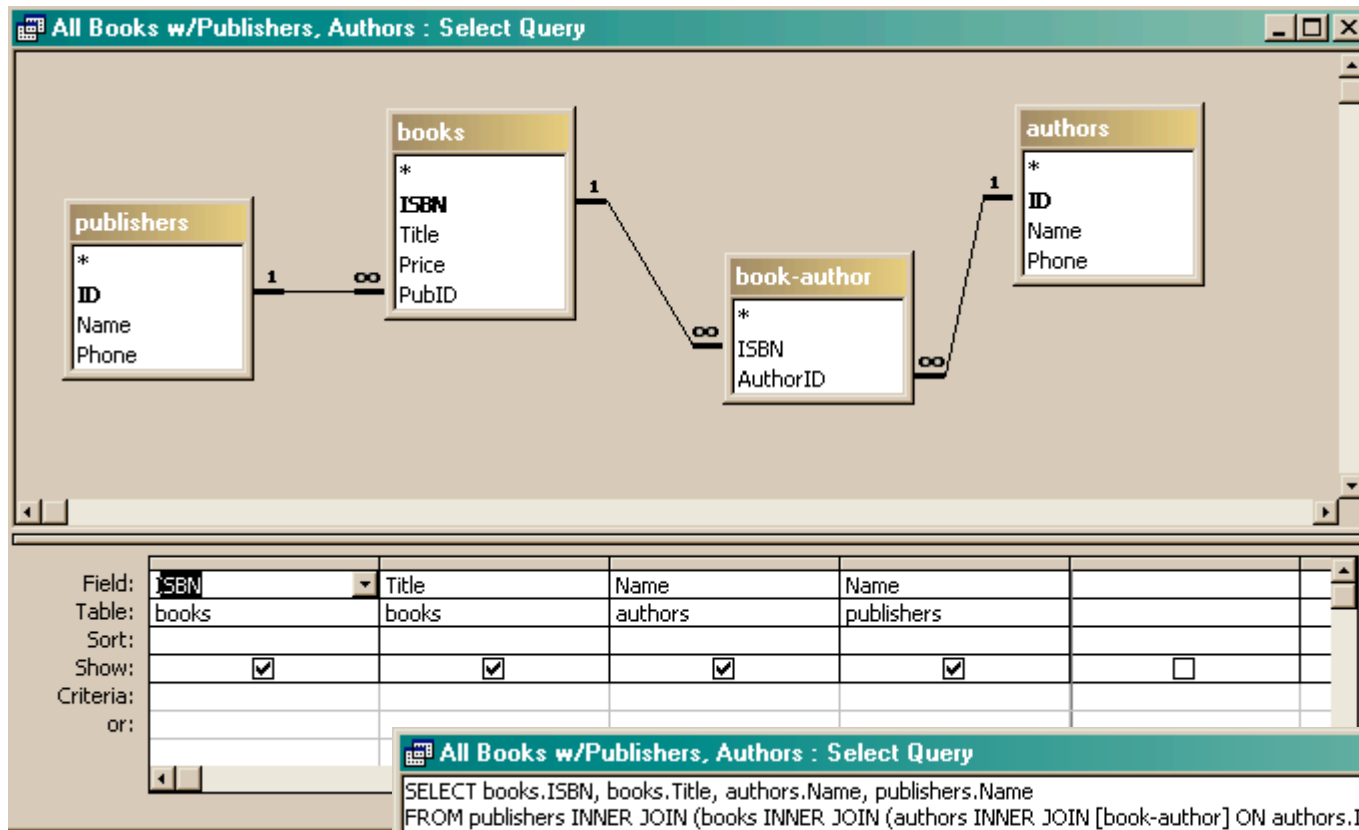 All Books w/Publishers, Authors : Select Query
books
*
ISBN
Title
Price
PubID
authors
*
ID
Name
Phone
publishers
*
ID
Name
Phone
book-author
*
ISBN
AuthorID
1
∞
1
∞
1
∞
Field: ISBN Title Name Name
Table: books books authors publishers
Sort:
Show:
Criteria:
or:
All Books w/Publishers, Authors : Select Query
SELECT books.ISBN, books.Title, authors.Name, publishers.Name
FROM publishers INNER JOIN (books INNER JOIN (authors INNER JOIN [book-author] ON authors.I